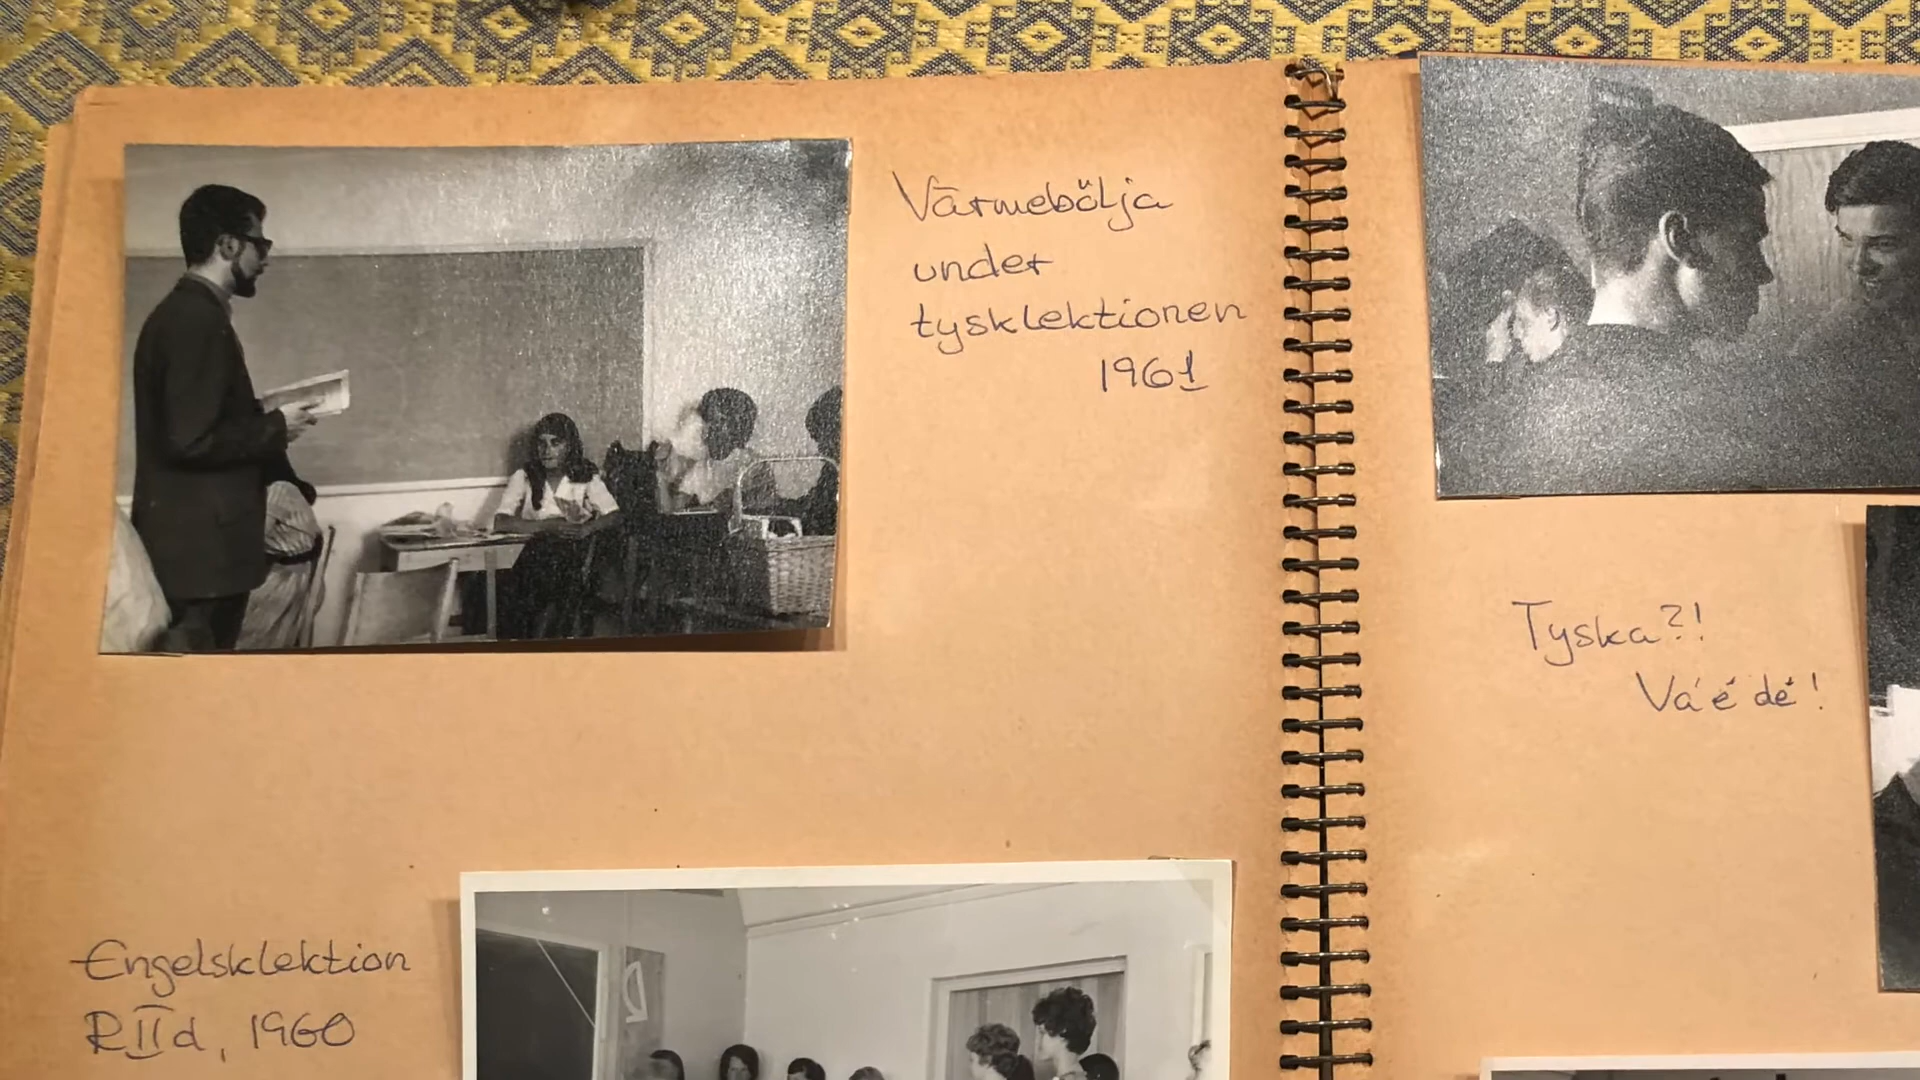 Värmebölja
under
tysklektionen
1961
Engelsklektion
RIId, 1960
Tyska?!
Va' é dé!